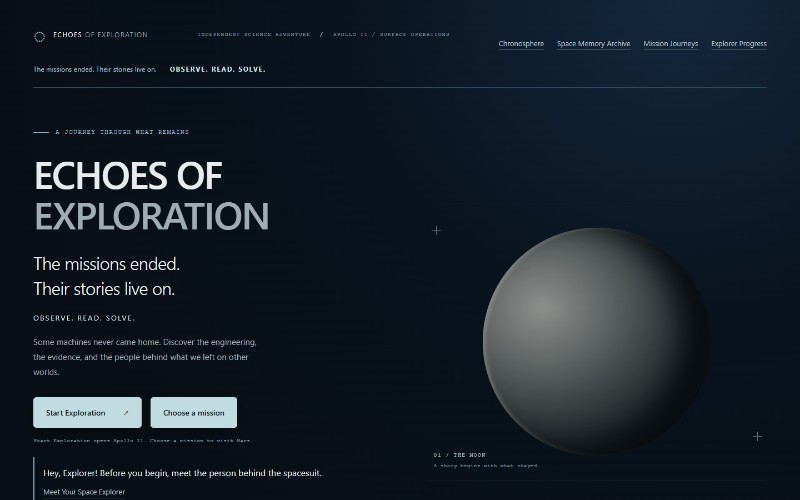 ECHOES OF EXPLORATION
INDEPENDENT SCIENCE ADVENTURE / APOLLO 11 / SURFACE OPERATIONS
Chronosphere Space Memory Archive Mission Journeys Explorer Progress
The missions ended. Their stories live on. OBSERVE. READ. SOLVE.
A JOURNEY THROUGH WHAT REMAINS
ECHOES OF
EXPLORATION
The missions ended.
Their stories live on.
OBSERVE. READ. SOLVE.
Some machines never came home. Discover the engineering,
the evidence, and the people behind what we left on other
worlds.
Start Exploration ↗
Choose a mission
Start Exploration opens Apollo 11. Choose a mission to visit Mars.
Hey, Explorer! Before you begin, meet the person behind the spacesuit.
Meet Your Space Explorer
01 / THE MOON
A story begins with what stayed.